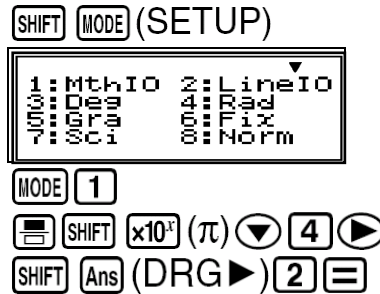 SHIFT MODE (SETUP)
1:MthIO 2:LineIO
3:Deg 4:Rad
5:Gra 6:Fix
7:Sci 8:Norm
MODE 1
SHIFT ×10ˣ (π) ▼ 4 ▶
SHIFT Ans (DRG▶) 2 =